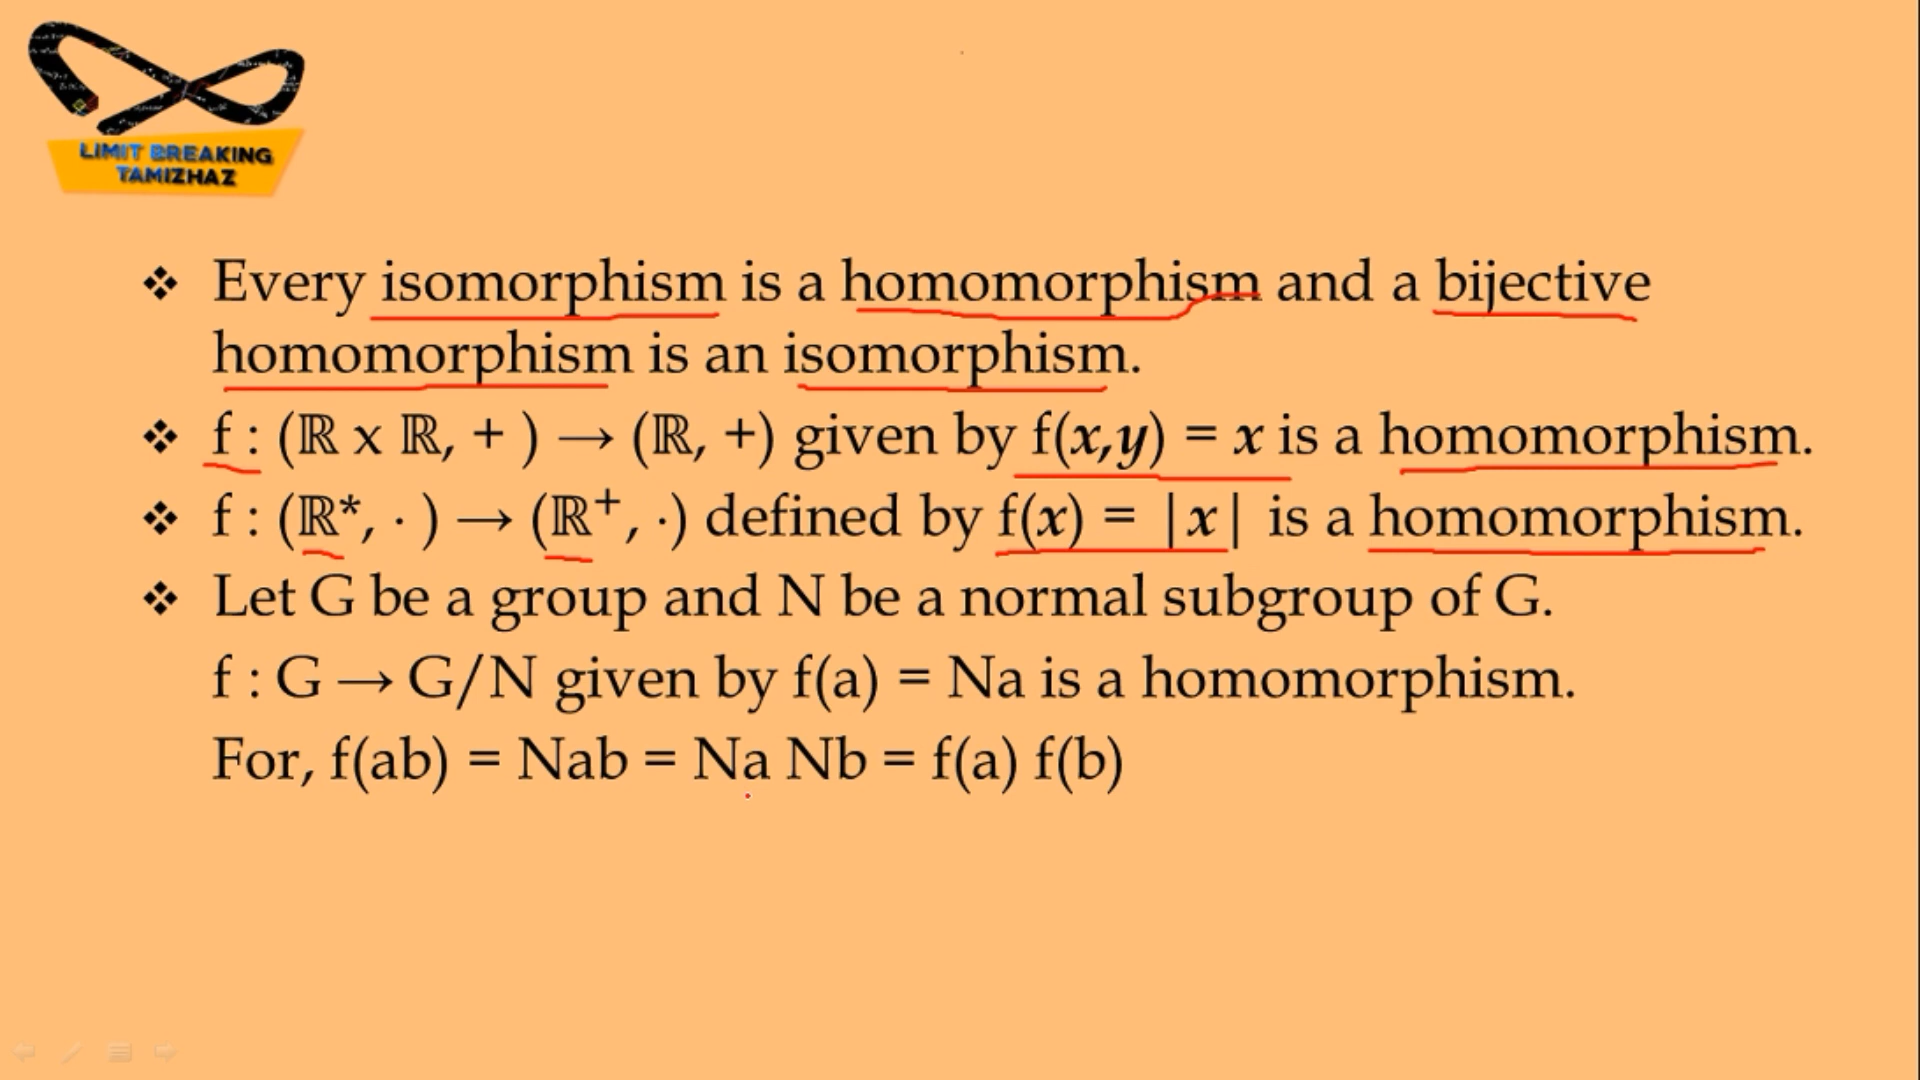 LIMIT BREAKING
TAMIZHAZ
❖ Every isomorphism is a homomorphism and a bijective
homomorphism is an isomorphism.
❖ f : (ℝ x ℝ, + ) → (ℝ, +) given by f(x,y) = x is a homomorphism.
❖ f : (ℝ*, · ) → (ℝ⁺, ·) defined by f(x) = |x| is a homomorphism.
❖ Let G be a group and N be a normal subgroup of G.
f : G → G/N given by f(a) = Na is a homomorphism.
For, f(ab) = Nab = Na Nb = f(a) f(b)